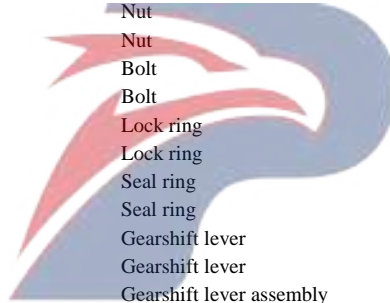 Nut
Nut
Bolt
Bolt
Lock ring
Lock ring
Seal ring
Seal ring
Gearshift lever
Gearshift lever
Gearshift lever assembly